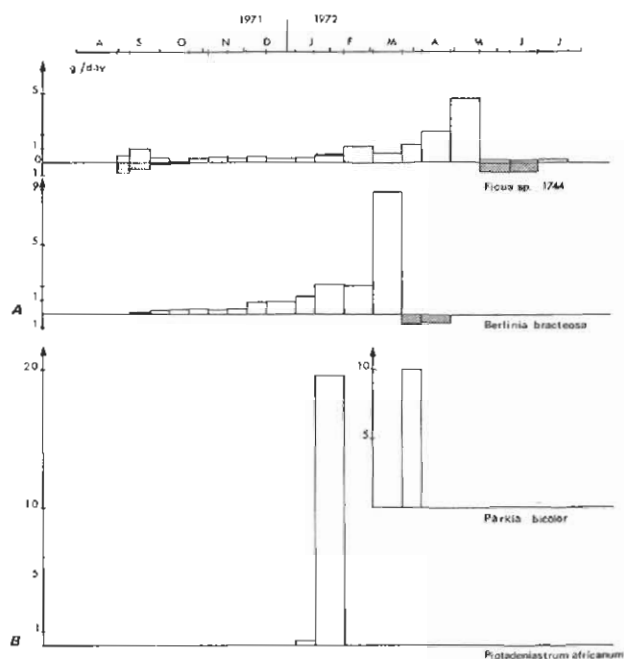 1971 1972
A S O N D J F M A M J J
g/day
5
1
0
1
Ficus sp. 1744
9
5
1
A
1
Berlinia bracteosa
20
10
5
Parkia bicolor
10
5
1
B
Piptadeniastrum africanum